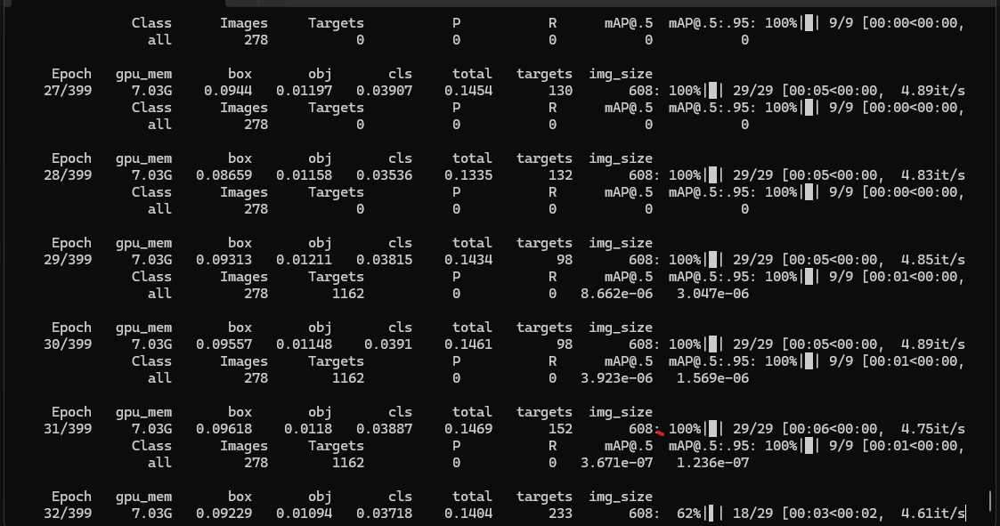 Class Images Targets P R mAP@.5 mAP@.5:.95: 100%|█| 9/9 [00:00<00:00,
all 278 0 0 0 0 0
Epoch gpu_mem box obj cls total targets img_size
27/399 7.03G 0.0944 0.01197 0.03907 0.1454 130 608: 100%|█| 29/29 [00:05<00:00, 4.89it/s
Class Images Targets P R mAP@.5 mAP@.5:.95: 100%|█| 9/9 [00:00<00:00,
all 278 0 0 0 0 0
Epoch gpu_mem box obj cls total targets img_size
28/399 7.03G 0.08659 0.01158 0.03536 0.1335 132 608: 100%|█| 29/29 [00:05<00:00, 4.83it/s
Class Images Targets P R mAP@.5 mAP@.5:.95: 100%|█| 9/9 [00:00<00:00,
all 278 0 0 0 0 0
Epoch gpu_mem box obj cls total targets img_size
29/399 7.03G 0.09313 0.01211 0.03815 0.1434 98 608: 100%|█| 29/29 [00:05<00:00, 4.85it/s
Class Images Targets P R mAP@.5 mAP@.5:.95: 100%|█| 9/9 [00:01<00:00,
all 278 1162 0 0 8.662e-06 3.047e-06
Epoch gpu_mem box obj cls total targets img_size
30/399 7.03G 0.09557 0.01148 0.0391 0.1461 98 608: 100%|█| 29/29 [00:05<00:00, 4.89it/s
Class Images Targets P R mAP@.5 mAP@.5:.95: 100%|█| 9/9 [00:01<00:00,
all 278 1162 0 0 3.923e-06 1.569e-06
Epoch gpu_mem box obj cls total targets img_size
31/399 7.03G 0.09618 0.0118 0.03887 0.1469 152 608: 100%|█| 29/29 [00:06<00:00, 4.75it/s
Class Images Targets P R mAP@.5 mAP@.5:.95: 100%|█| 9/9 [00:01<00:00,
all 278 1162 0 0 3.671e-07 1.236e-07
Epoch gpu_mem box obj cls total targets img_size
32/399 7.03G 0.09229 0.01094 0.03718 0.1404 233 608: 62%|▌| 18/29 [00:03<00:02, 4.61it/s